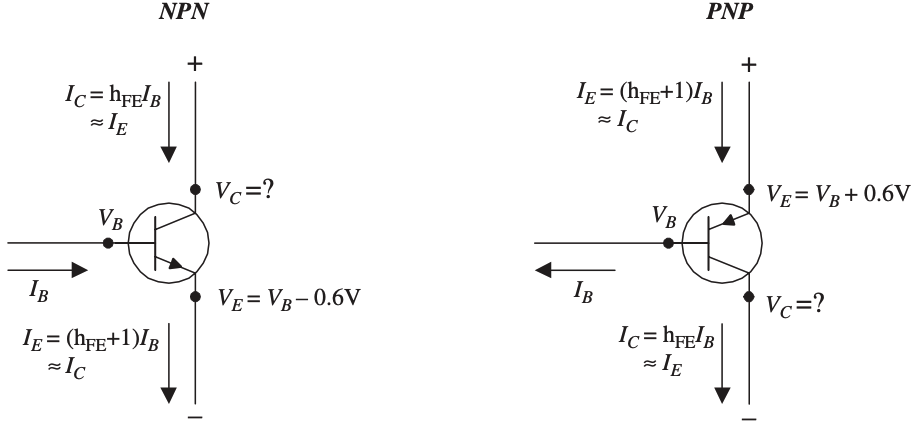 NPN
+
I_C = h_FE I_B
≈ I_E
V_C = ?
V_B
I_B
V_E = V_B – 0.6V
I_E = (h_FE+1)I_B
≈ I_C
–
PNP
+
I_E = (h_FE+1)I_B
≈ I_C
V_E = V_B + 0.6V
V_B
I_B
V_C = ?
I_C = h_FE I_B
≈ I_E
–